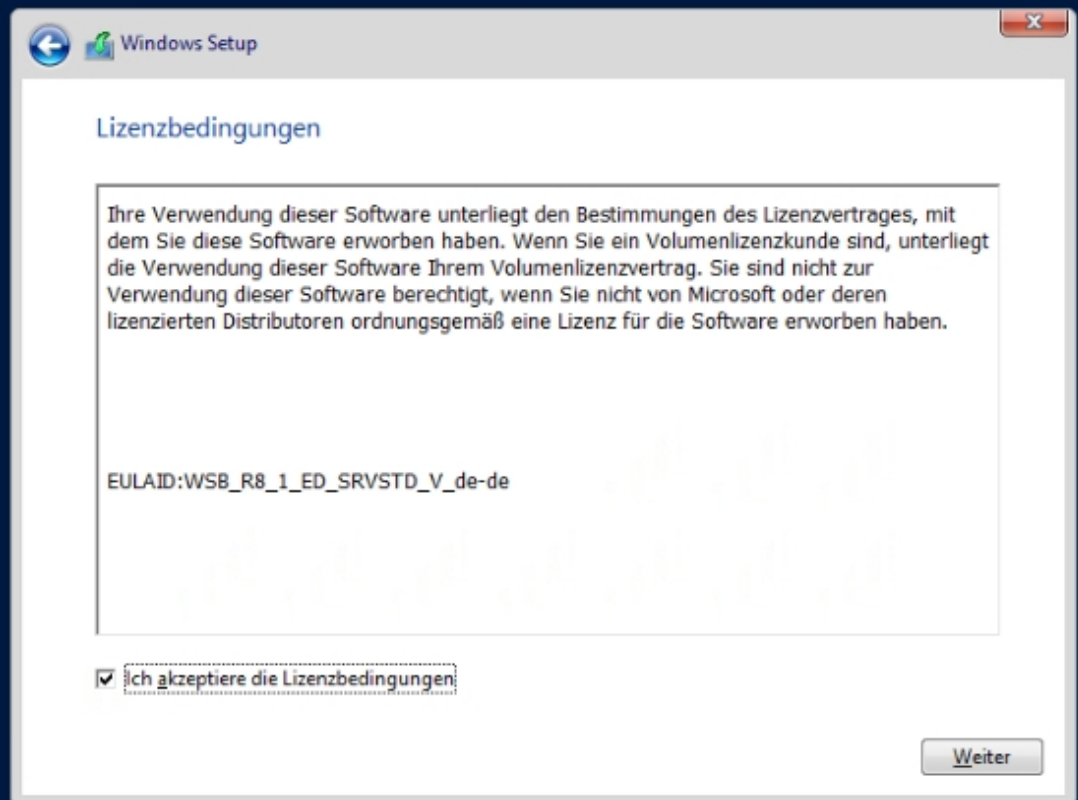 Windows Setup
Lizenzbedingungen
Ihre Verwendung dieser Software unterliegt den Bestimmungen des Lizenzvertrages, mit
dem Sie diese Software erworben haben. Wenn Sie ein Volumenlizenzkunde sind, unterliegt
die Verwendung dieser Software Ihrem Volumenlizenzvertrag. Sie sind nicht zur
Verwendung dieser Software berechtigt, wenn Sie nicht von Microsoft oder deren
lizenzierten Distributoren ordnungsgemäß eine Lizenz für die Software erworben haben.
EULAID:WSB_R8_1_ED_SRVSTD_V_de-de
Ich akzeptiere die Lizenzbedingungen
Weiter